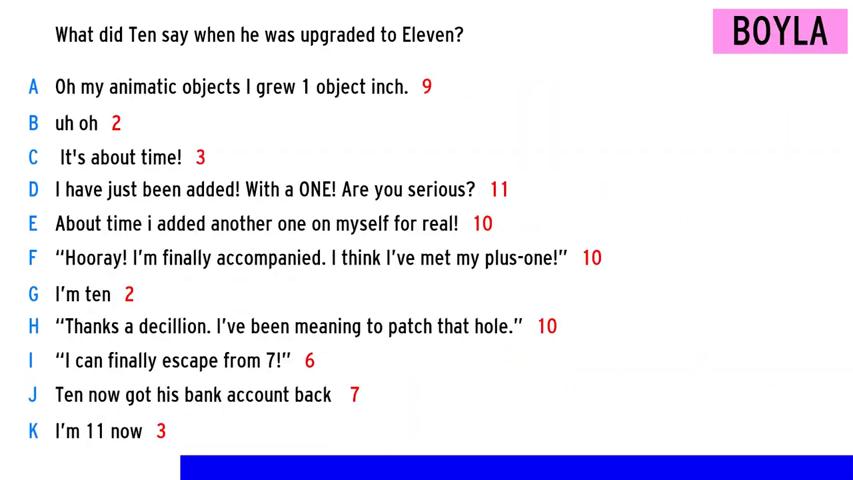 What did Ten say when he was upgraded to Eleven?
BOYLA
A Oh my animatic objects I grew 1 object inch. 9
B uh oh 2
C It's about time! 3
D I have just been added! With a ONE! Are you serious? 11
E About time i added another one on myself for real! 10
F “Hooray! I’m finally accompanied. I think I’ve met my plus-one!” 10
G I’m ten 2
H “Thanks a decillion. I’ve been meaning to patch that hole.” 10
I “I can finally escape from 7!” 6
J Ten now got his bank account back 7
K I’m 11 now 3